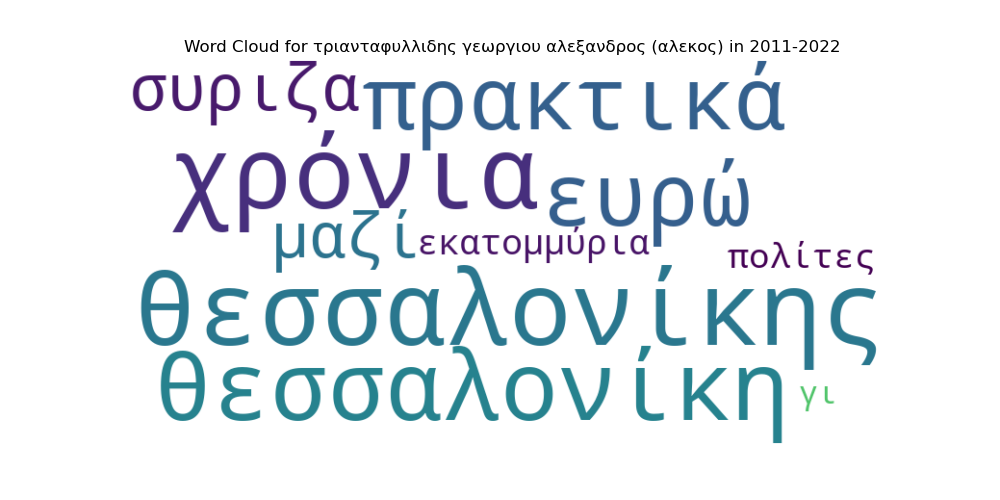 Word Cloud for τριανταφυλλιδης γεωργιου αλεξανδρος (αλεκος) in 2011-2022
συριζα πρακτικά
χρόνια ευρώ
μαζί εκατομμύρια πολίτες
θεσσαλονίκης
θεσσαλονίκη γι